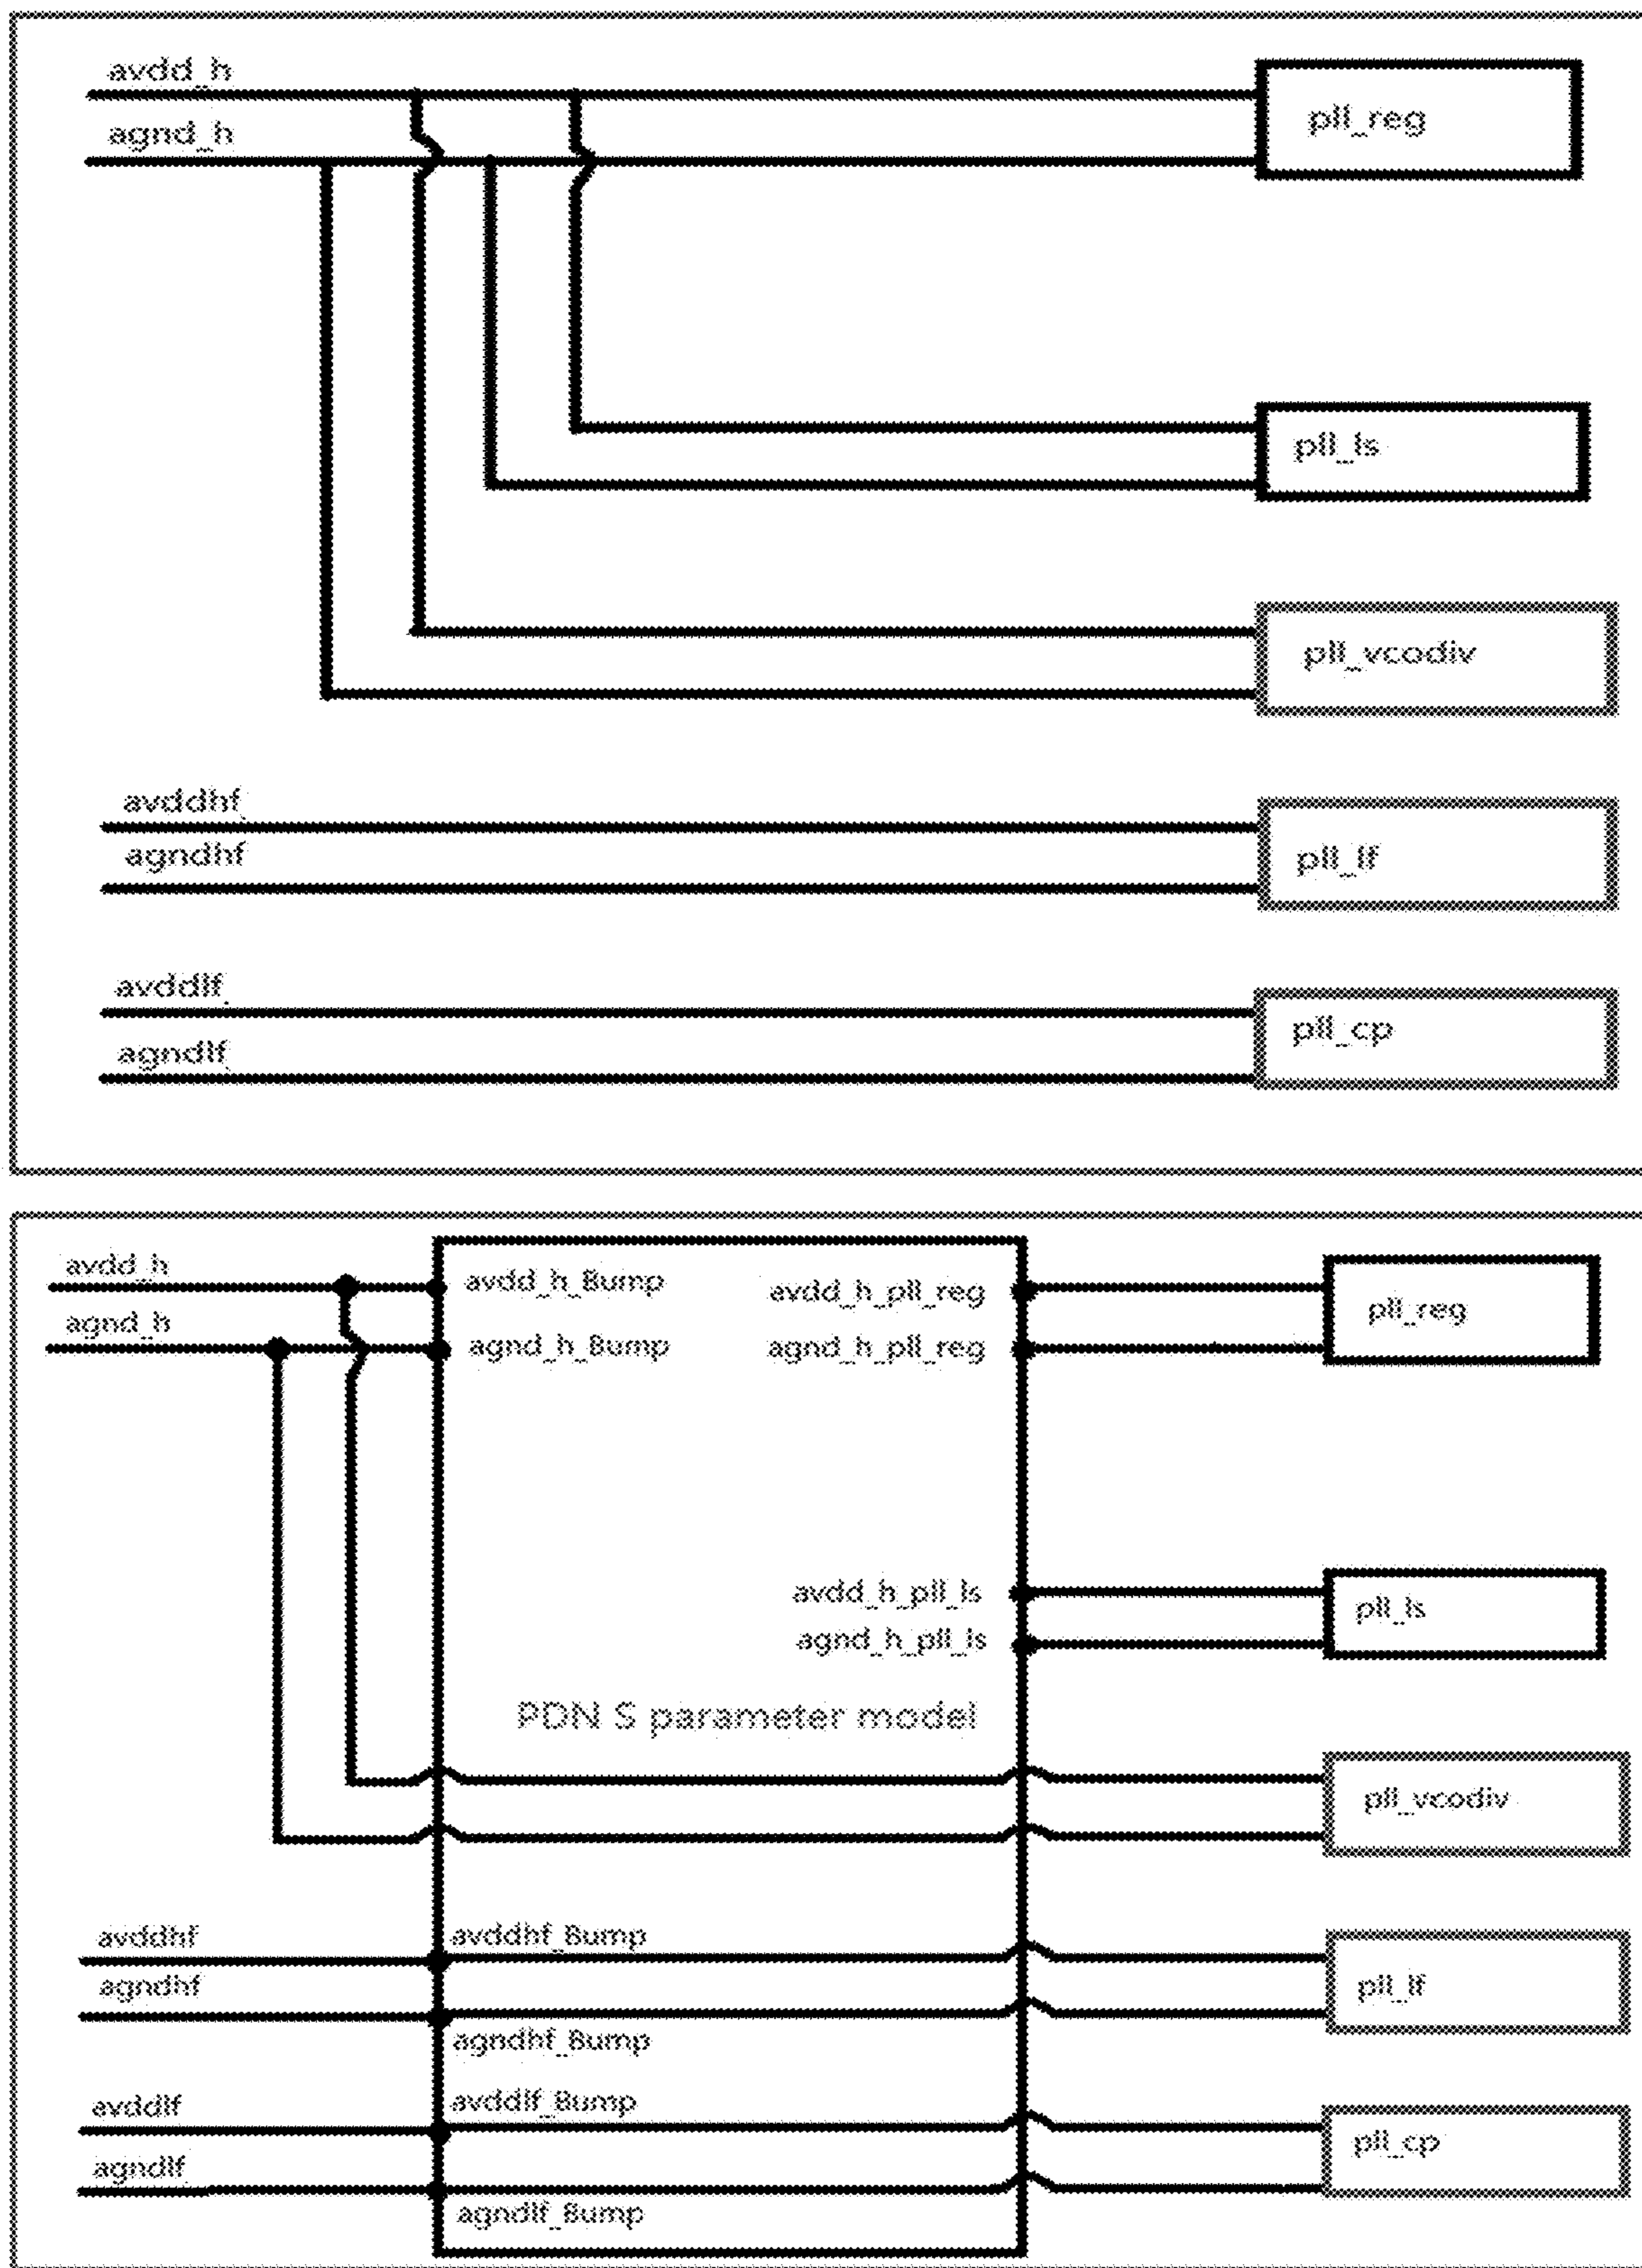 avdd_h
pll_reg
agnd_h
pll_ls
pll_vcodiv
avddhf
agndhf
pll_lf
avddlf
pll_cp
agndlf
avdd_h
avdd_h_Bump
avdd_h_pll_reg
pll_reg
agnd_h
agnd_h_Bump
agnd_h_pll_reg
avdd_h_pll_ls
pll_ls
agnd_h_pll_ls
PDN S parameter model
pll_vcodiv
avddhf
avddhf_Bump
agndhf
pll_lf
agndhf_Bump
avddlf
avddlf_Bump
pll_cp
agndlf
agndlf_Bump